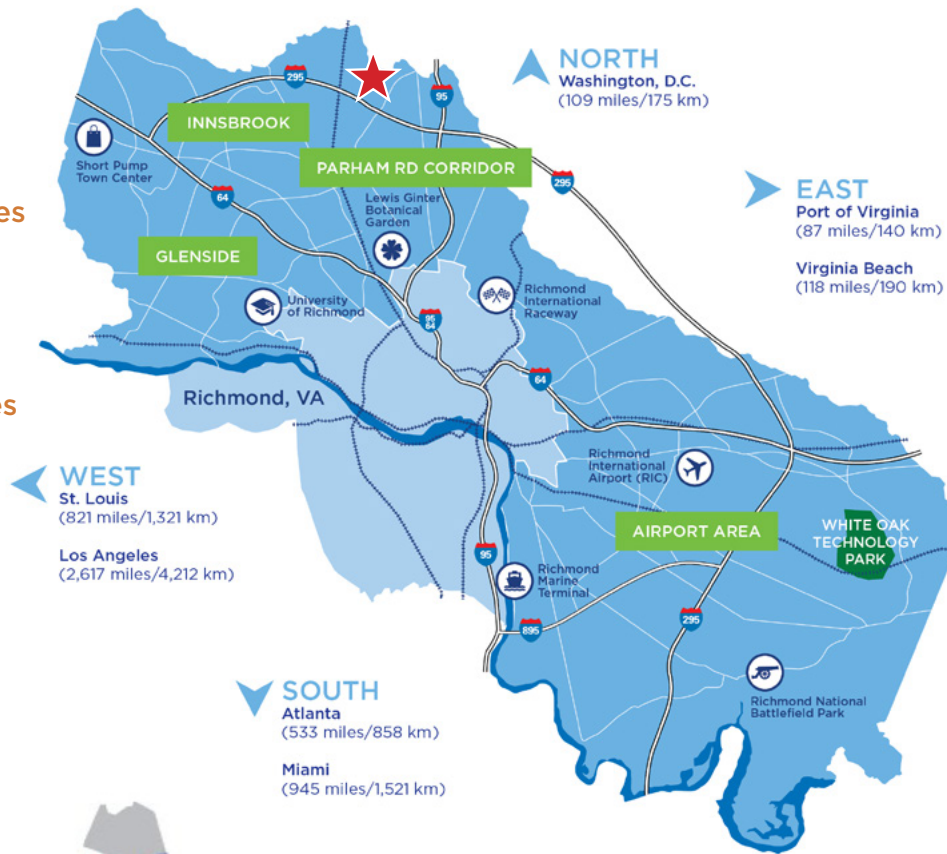 NORTH
Washington, D.C.
(109 miles/175 km)
295
95
INNSBROOK
Short Pump
Town Center
PARHAM RD CORRIDOR
295
EAST
Port of Virginia
(87 miles/140 km)
Virginia Beach
(118 miles/190 km)
64
Lewis Ginter
Botanical
Garden
es
GLENSIDE
University
of Richmond
Richmond
International
Raceway
95
64
64
es
Richmond, VA
WEST
St. Louis
(821 miles/1,321 km)
Los Angeles
(2,617 miles/4,212 km)
Richmond
International
Airport (RIC)
AIRPORT AREA
WHITE OAK
TECHNOLOGY
PARK
95
Richmond
Marine
Terminal
895
295
SOUTH
Atlanta
(533 miles/858 km)
Miami
(945 miles/1,521 km)
Richmond National
Battlefield Park